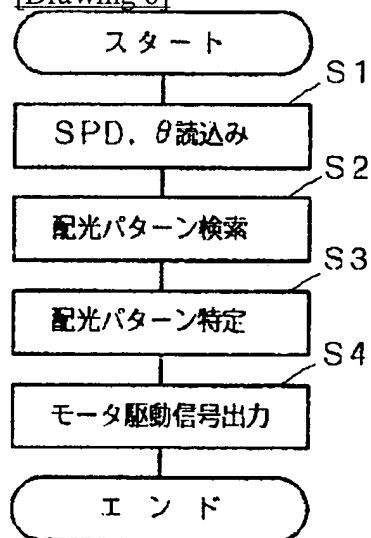 [Drawing 6]
スタート
S1
SPD, θ読込み
S2
配光パターン検索
S3
配光パターン特定
S4
モータ駆動信号出力
エンド